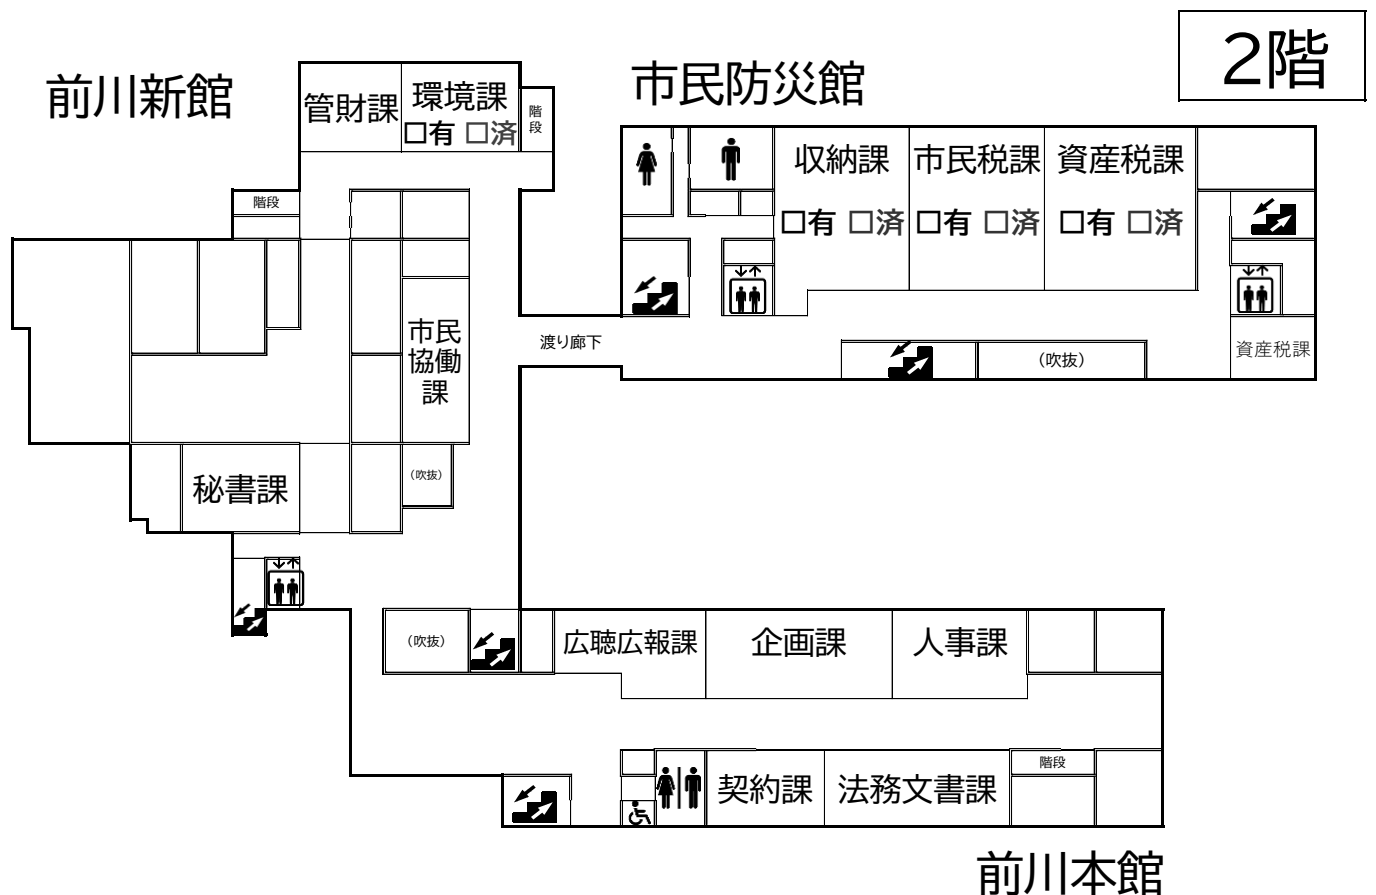 2階
前川新館
市民防災館
管財課
環境課
□有 □済
階段
収納課
□有 □済
市民税課
□有 □済
資産税課
□有 □済
階段
市民
協働
課
渡り廊下
(吹抜)
資産税課
秘書課
(吹抜)
(吹抜)
広聴広報課
企画課
人事課
契約課
法務文書課
階段
前川本館